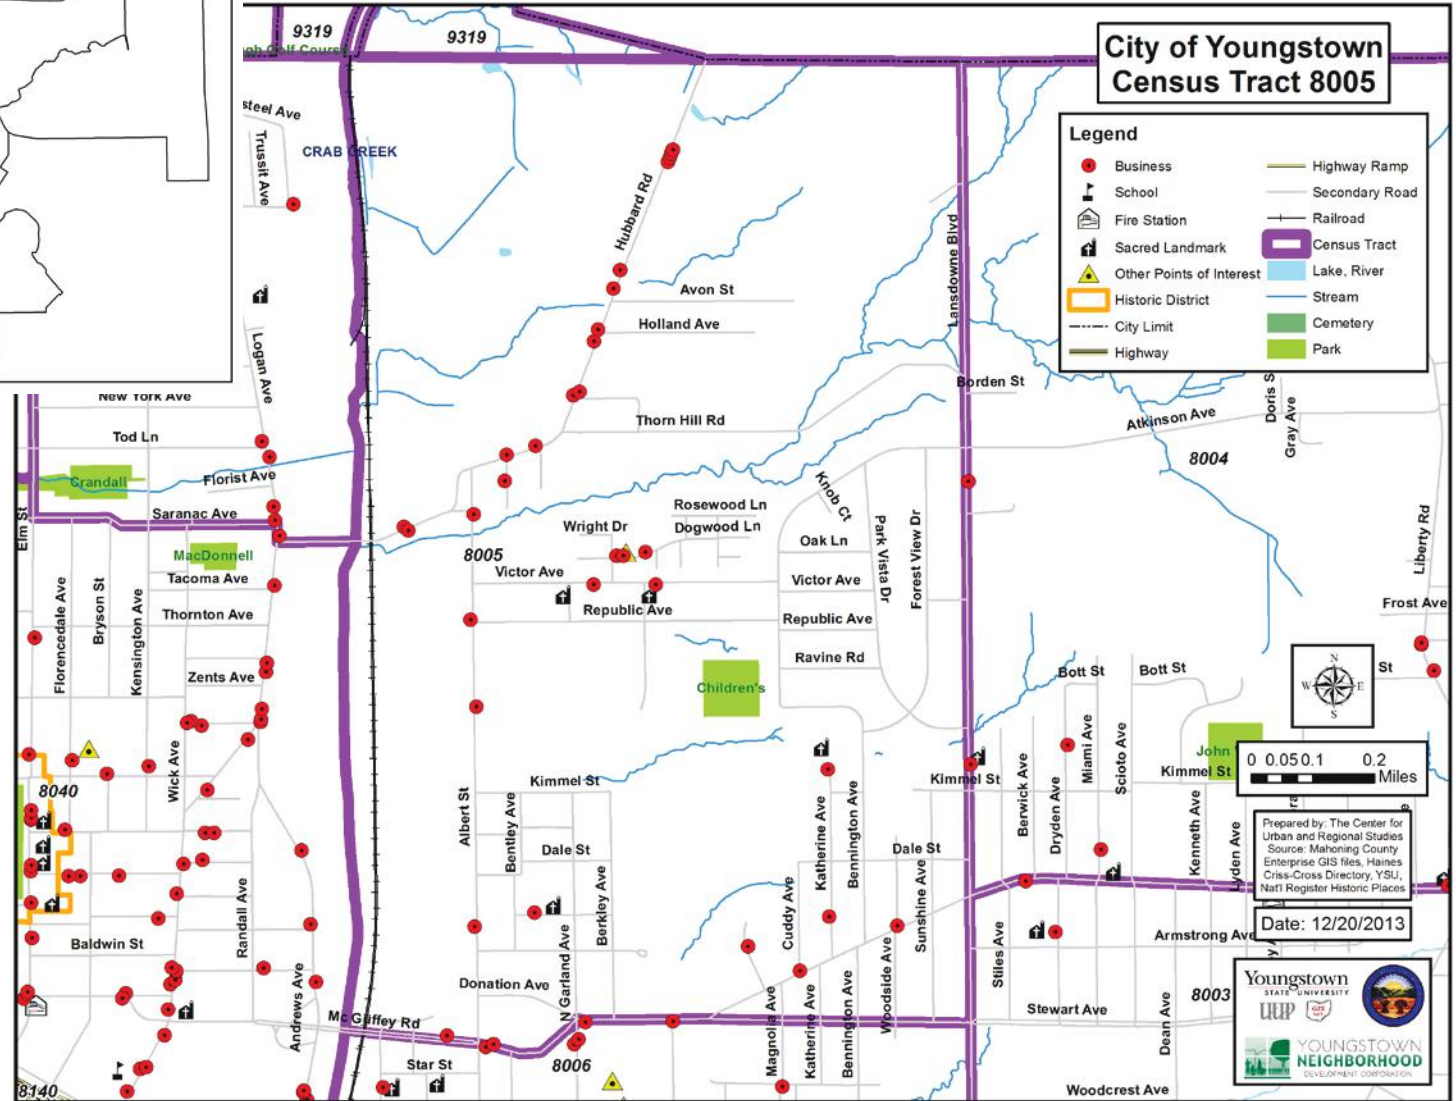 9319
9319
City of Youngstown
Census Tract 8005
Legend
Business
School
Fire Station
Sacred Landmark
Other Points of Interest
Historic District
City Limit
Highway
Highway Ramp
Secondary Road
Railroad
Census Tract
Lake, River
Stream
Cemetery
Park
gh Golf Course
steel Ave
Trussit Ave
CRAB CREEK
Hubbard Rd
Lansdowne Blvd
Avon St
Holland Ave
Logan Ave
Borden St
New York Ave
Thorn Hill Rd
Atkinson Ave
Doris S
Gray Ave
Tod Ln
8004
Crandall
Florist Ave
Knob Ct
Saranac Ave
Rosewood Ln
Elm St
Wright Dr
Dogwood Ln
Park Vista Dr
Forest View Dr
Liberty Rd
MacDonnell
8005
Oak Ln
Victor Ave
Tacoma Ave
Victor Ave
Florencedale Ave
Bryson St
Kensington Ave
Republic Ave
Frost Ave
Thornton Ave
Republic Ave
Ravine Rd
N
W
E
S
St
Bott St
Bott St
Zents Ave
Children's
Wick Ave
Miami Ave
Scioto Ave
John
0 0.05 0.1 0.2
Miles
Kimmel St
Kimmel St
Kimmel St
8040
Albert St
Bentley Ave
Katherine Ave
Bennington Ave
Berwick Ave
Dryden Ave
Kenneth Ave
Lyden Ave
Dale St
Dale St
Prepared by: The Center for
Urban and Regional Studies
Source: Mahoning County
Enterprise GIS files, Haines
Criss-Cross Directory, YSU,
Nat'l Register Historic Places
Date: 12/20/2013
Randall Ave
Berkley Ave
Cuddy Ave
Sunshine Ave
Baldwin St
N Garland Ave
Woodside Ave
Stiles Ave
Armstrong Ave
Andrews Ave
Donation Ave
Magnolia Ave
Katherine Ave
Bennington Ave
Dean Ave
8003
Stewart Ave
Mc Guffey Rd
Star St
8006
8140
Woodcrest Ave
Youngstown
STATE UNIVERSITY
YOUNGSTOWN
NEIGHBORHOOD
DEVELOPMENT CORPORATION